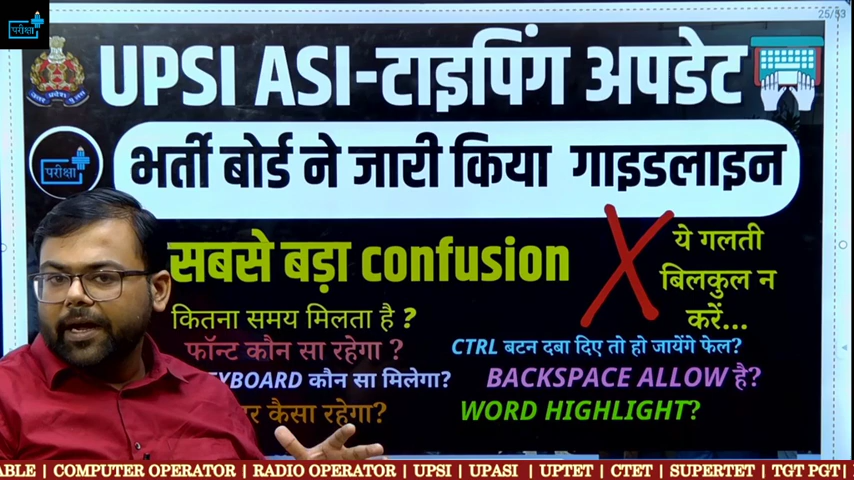 परीक्षा
25/53
UPSI ASI-टाइपिंग अपडेट
परीक्षा
भर्ती बोर्ड ने जारी किया गाइडलाइन
सबसे बड़ा confusion
ये गलती
बिलकुल न
करें...
कितना समय मिलता है ?
फॉन्ट कौन सा रहेगा ?
CTRL बटन दबा दिए तो हो जायेंगे फेल?
EYBOARD कौन सा मिलेगा?
BACKSPACE ALLOW है?
र कैसा रहेगा?
WORD HIGHLIGHT?
ABLE | COMPUTER OPERATOR | RADIO OPERATOR | UPSI | UPASI | UPTET | CTET | SUPERTET | TGT PGT|